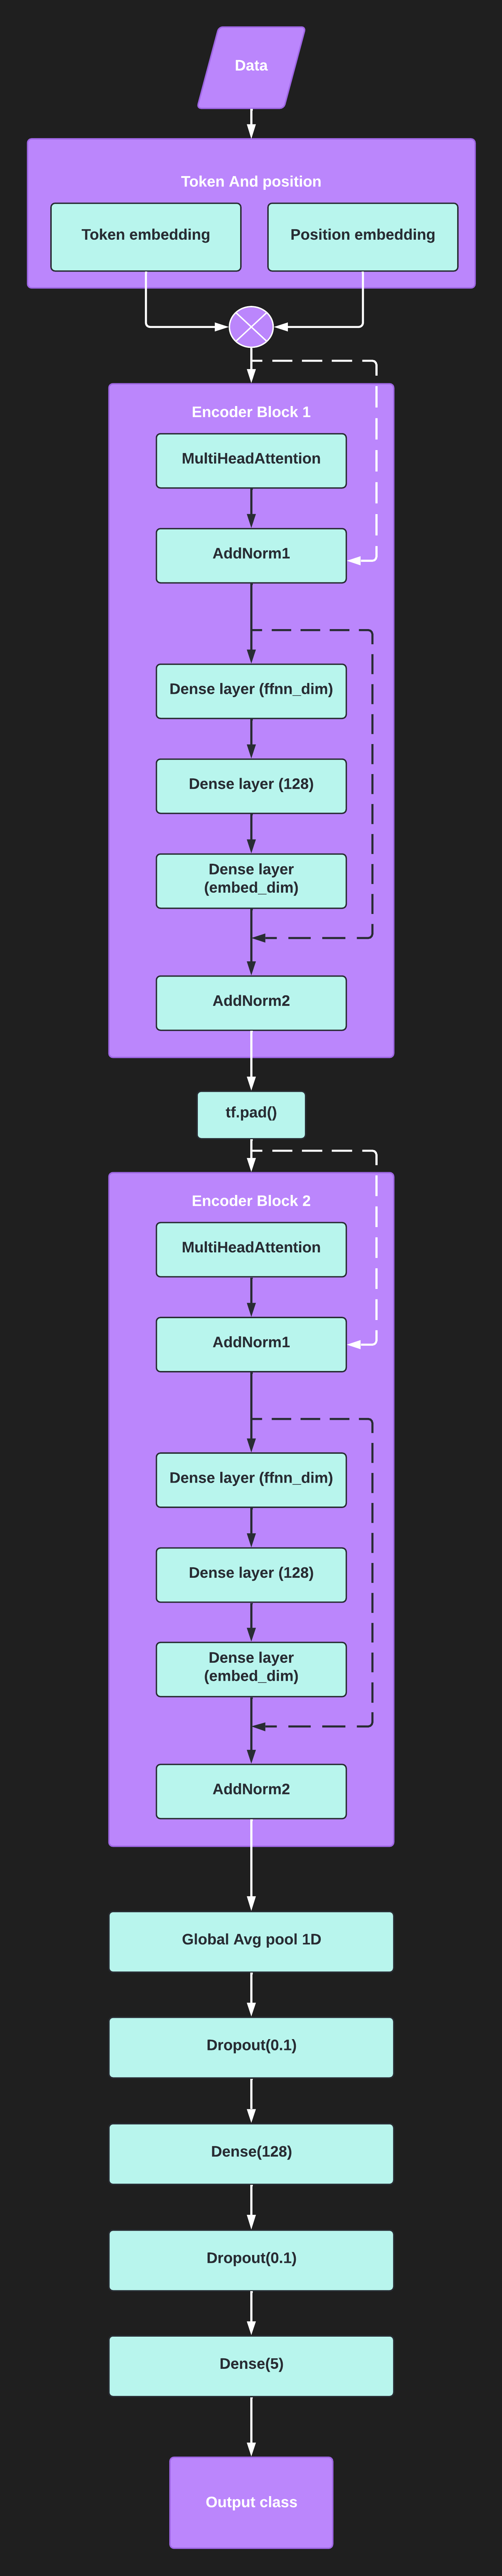 Data
Token And position
Token embedding
Position embedding
Encoder Block 1
MultiHeadAttention
AddNorm1
Dense layer (ffnn_dim)
Dense layer (128)
Dense layer
(embed_dim)
AddNorm2
tf.pad()
Encoder Block 2
MultiHeadAttention
AddNorm1
Dense layer (ffnn_dim)
Dense layer (128)
Dense layer
(embed_dim)
AddNorm2
Global Avg pool 1D
Dropout(0.1)
Dense(128)
Dropout(0.1)
Dense(5)
Output class